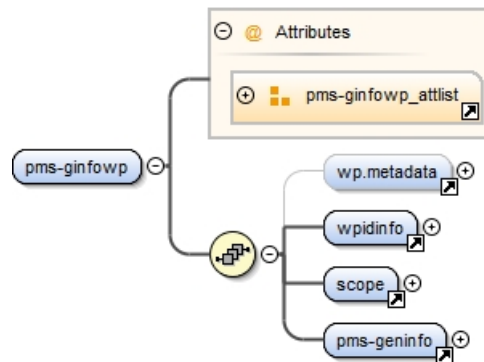 @ Attributes
pms-ginfowp_attlist
pms-ginfowp
wp.metadata
wpidinfo
scope
pms-geninfo